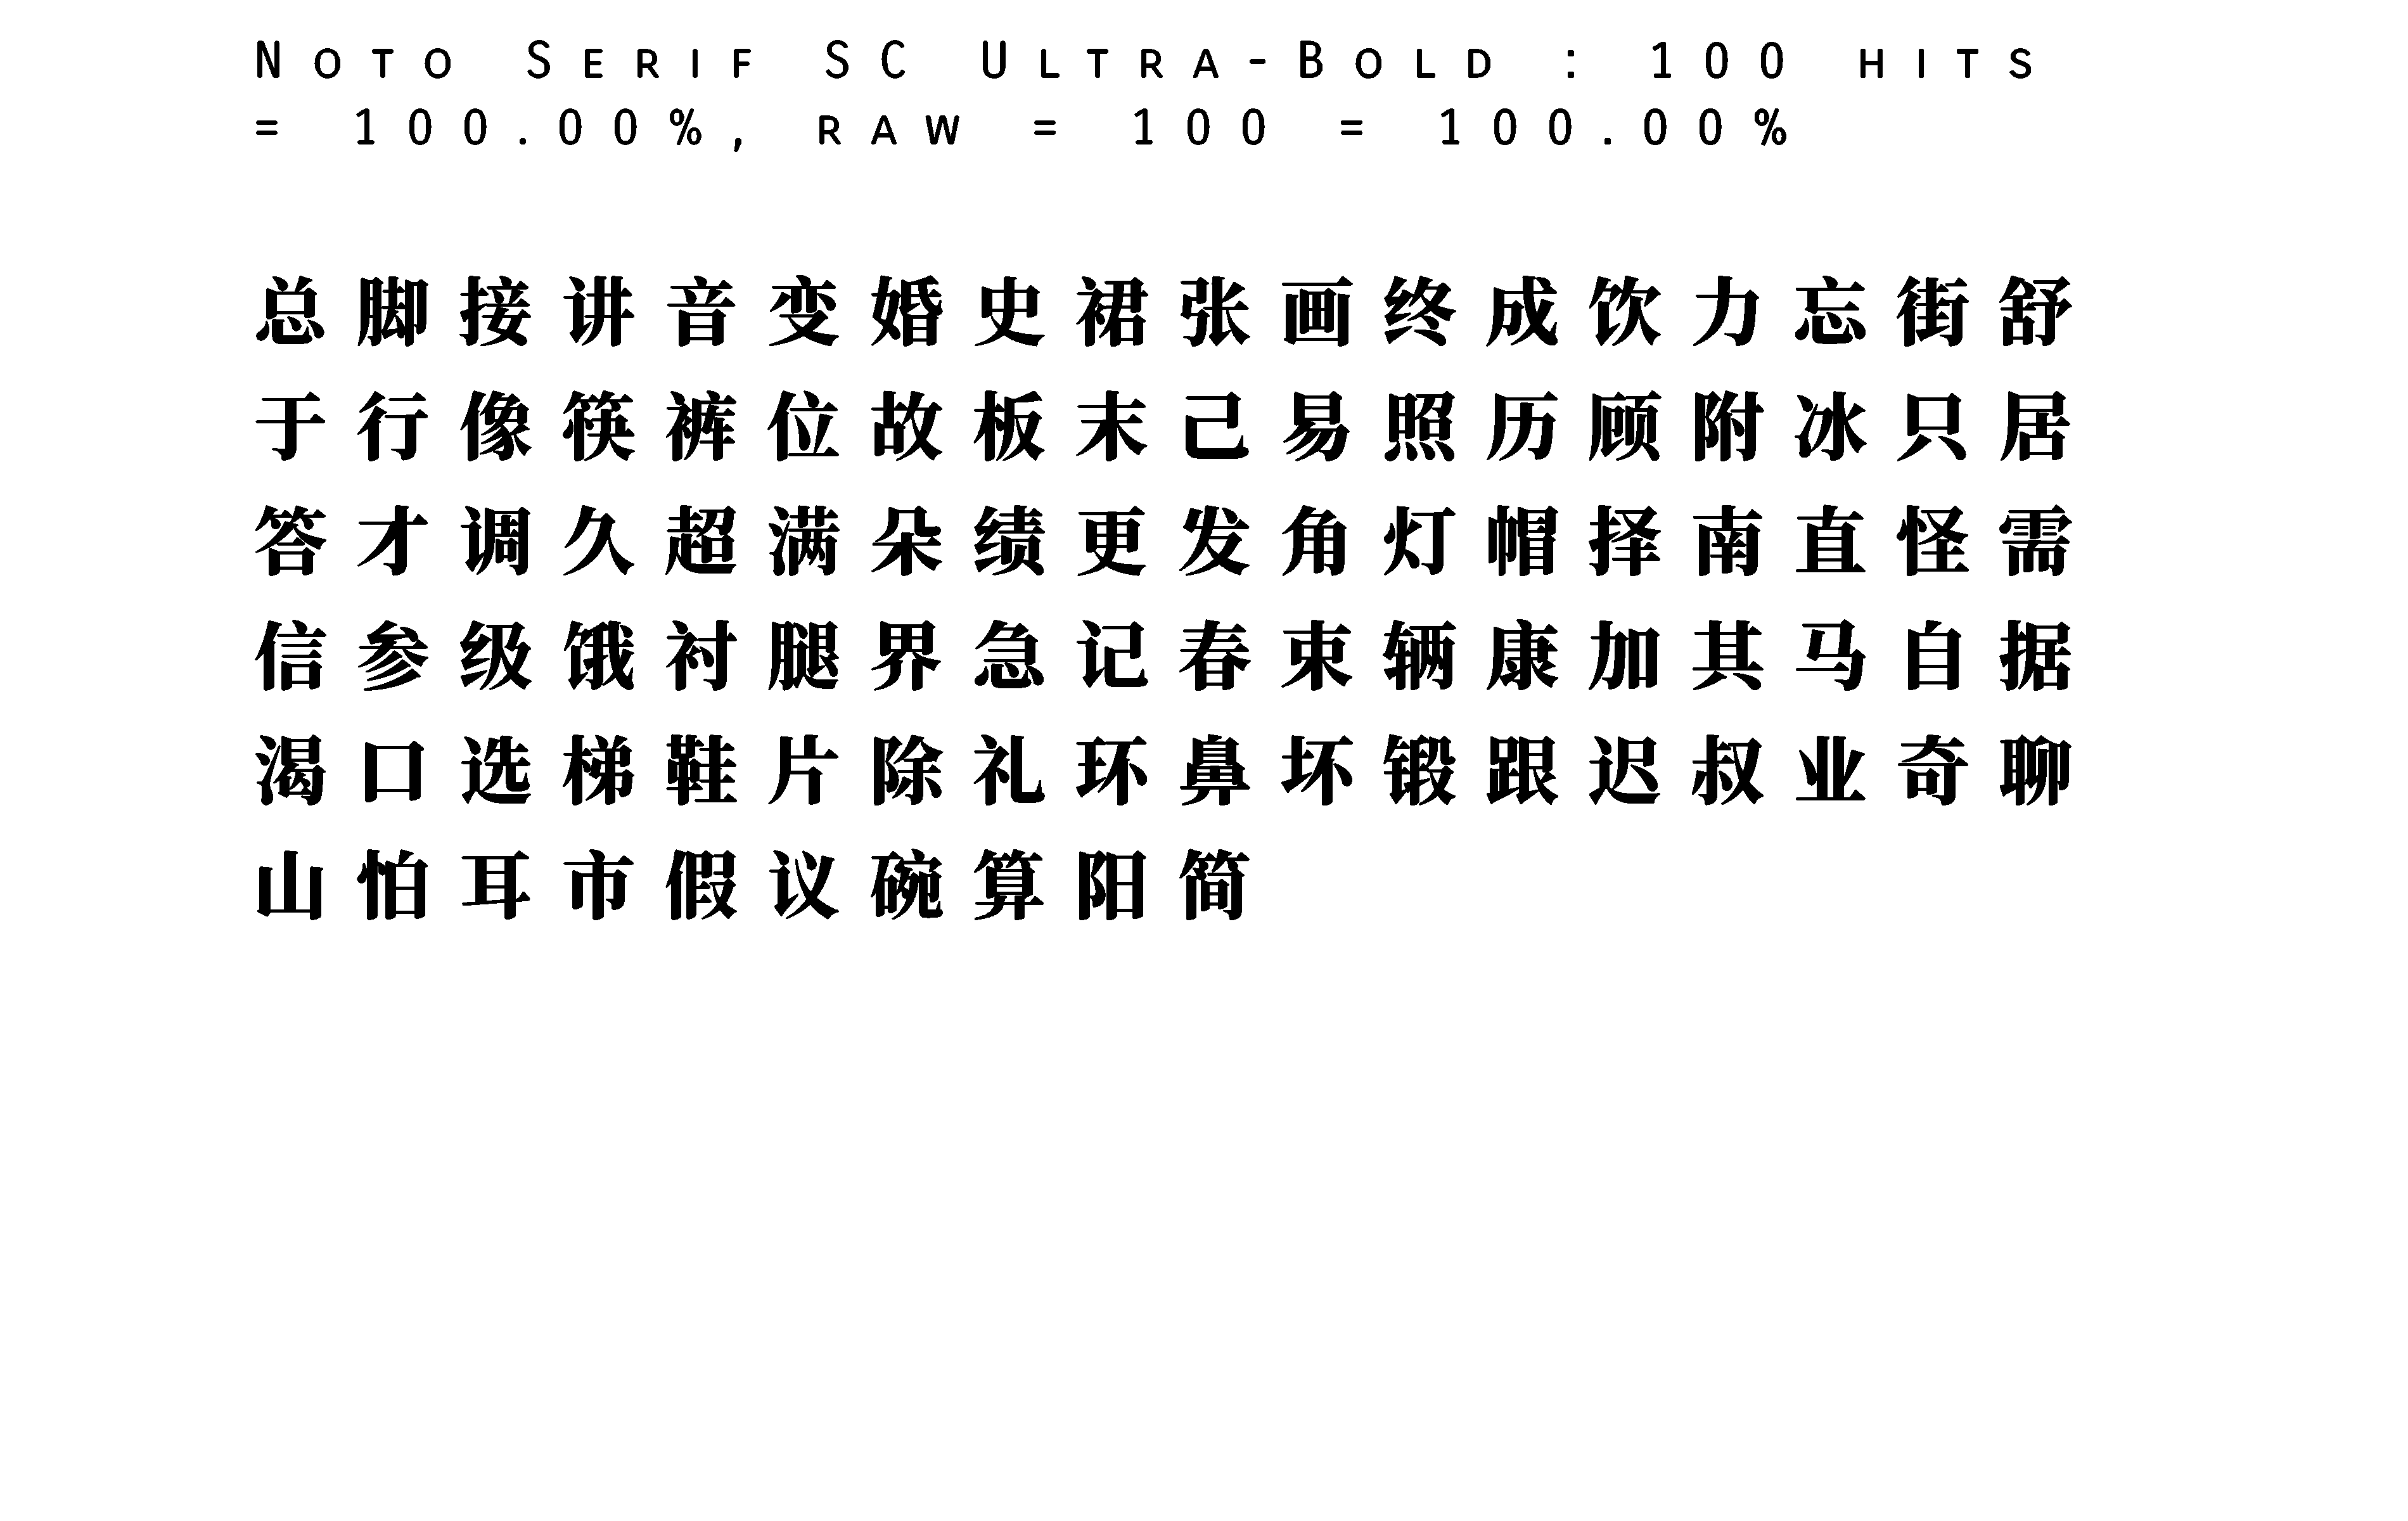 Noto Serif SC Ultra-Bold : 100 hits
= 100.00%, raw = 100 = 100.00%
总脚接讲音变婚史裙张画终成饮力忘街舒
于行像筷裤位故板末己易照历顾附冰只居
答才调久超满朵绩更发角灯帽择南直怪需
信参级饿衬腿界急记春束辆康加其马自据
渴口选梯鞋片除礼环鼻坏锻跟迟叔业奇聊
山怕耳市假议碗算阳简